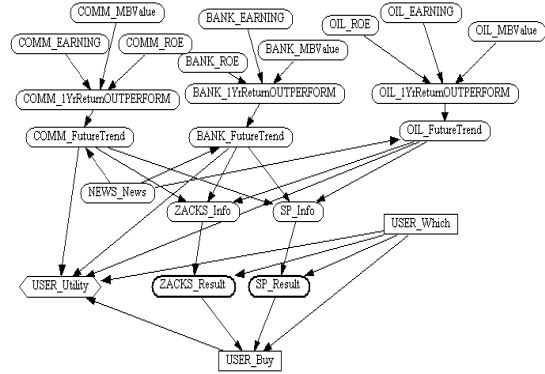 COMM_MBValue
BANK_EARNING
OIL_ROE
OIL_EARNING
OIL_MBValue
COMM_EARNING
COMM_ROE
BANK_ROE
BANK_MBValue
COMM_1YrReturnOUTPERFORM
BANK_1YrReturnOUTPERFORM
OIL_1YrReturnOUTPERFORM
COMM_FutureTrend
BANK_FutureTrend
OIL_FutureTrend
NEWS_News
ZACKS_Info
SP_Info
USER_Which
USER_Utility
ZACKS_Result
SP_Result
USER_Buy